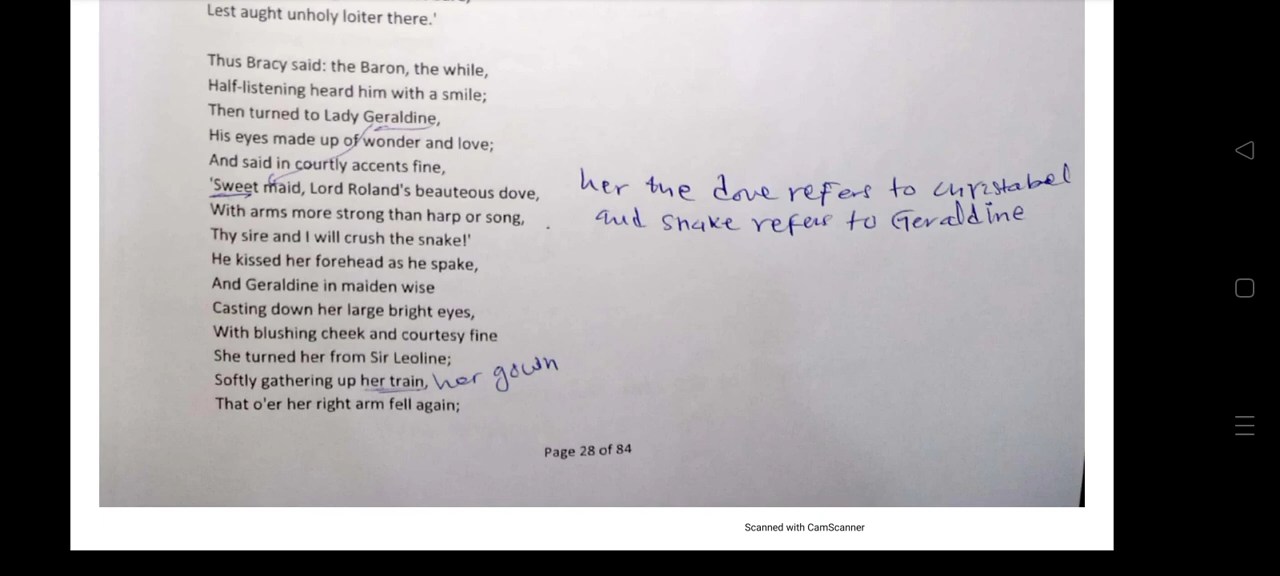 Lest aught unholy loiter there.'
Thus Bracy said: the Baron, the while,
Half-listening heard him with a smile;
Then turned to Lady Geraldine,
His eyes made up of wonder and love;
And said in courtly accents fine,
'Sweet maid, Lord Roland's beauteous dove,
With arms more strong than harp or song,
Thy sire and I will crush the snake!'
He kissed her forehead as he spake,
And Geraldine in maiden wise
Casting down her large bright eyes,
With blushing cheek and courtesy fine
She turned her from Sir Leoline;
Softly gathering up her train, her gown
That o'er her right arm fell again;
her the dove refers to christabel
and snake refers to Geraldine
Page 28 of 84
Scanned with CamScanner